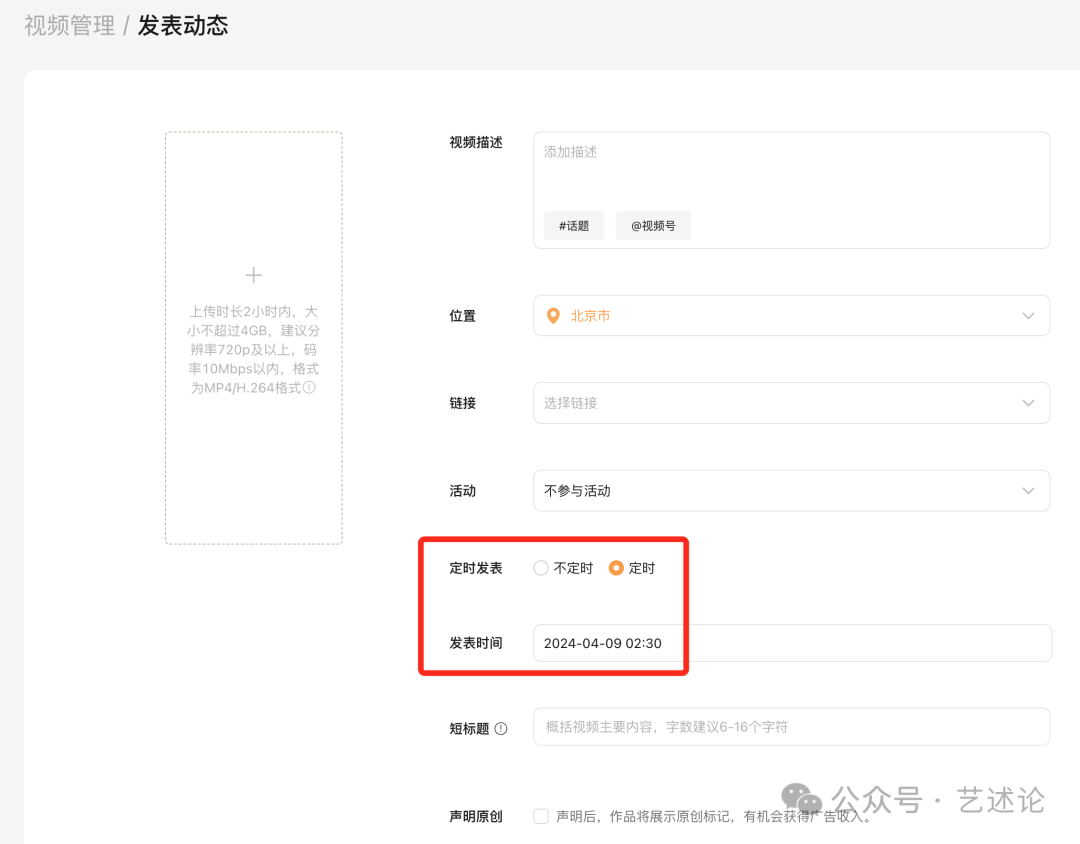 视频管理 / 发表动态
视频描述
添加描述
#话题
@视频号
上传时长2小时内，大
小不超过4GB，建议分
辨率720p及以上，码
率10Mbps以内，格式
为MP4/H.264格式
位置
北京市
链接
选择链接
活动
不参与活动
定时发表
不定时
定时
发表时间
2024-04-09 02:30
短标题
概括视频主要内容，字数建议6-16个字符
声明原创
声明后，作品将展示原创标记，有机会获得广告收入。
公众号 · 艺述论